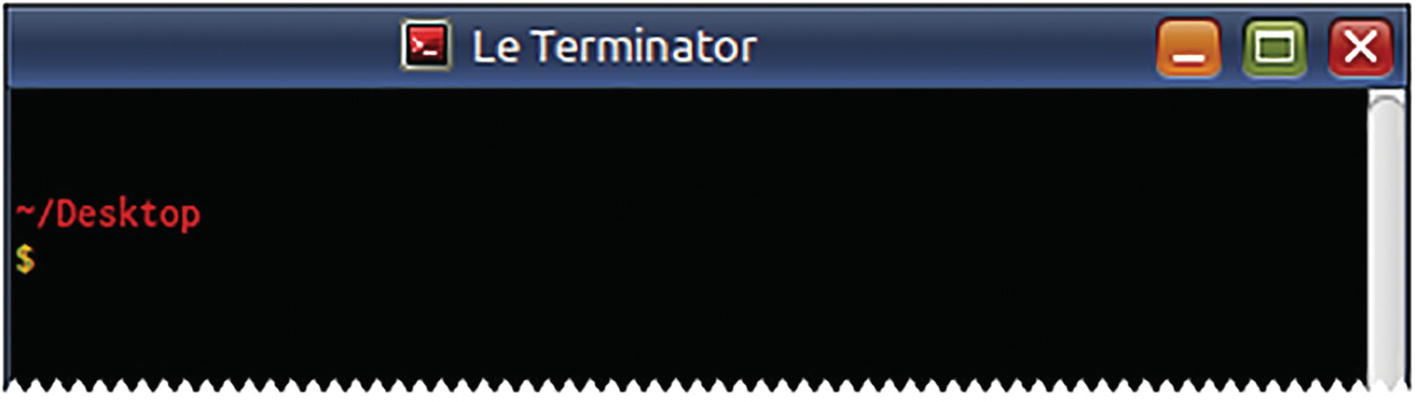 Le Terminator
~/Desktop
$